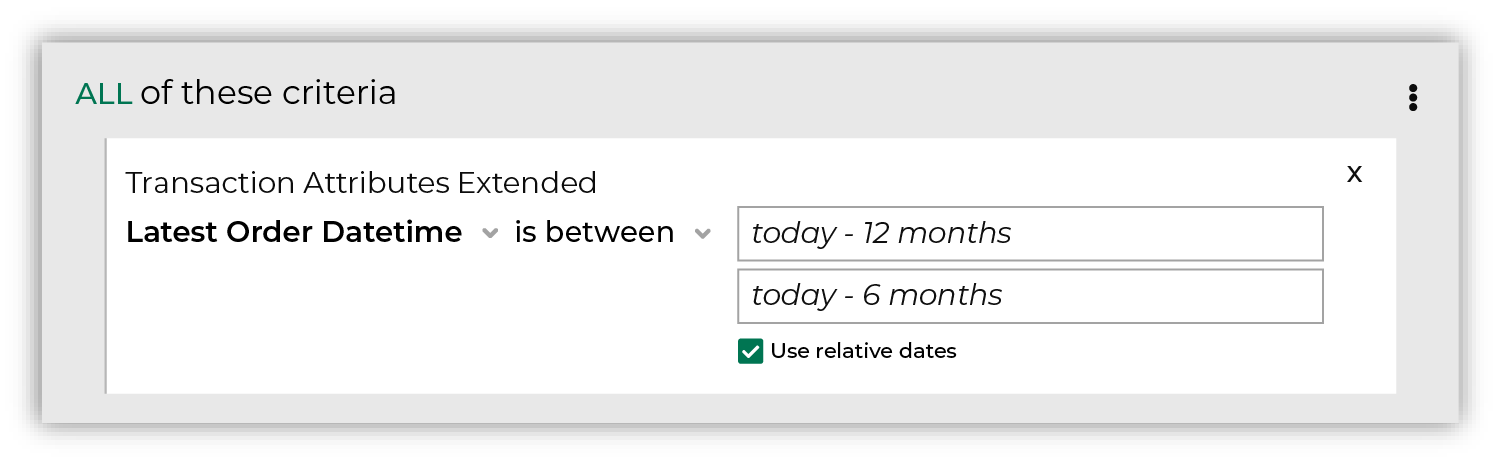 ALL of these criteria
Transaction Attributes Extended
x
Latest Order Datetime is between today - 12 months
today - 6 months
Use relative dates